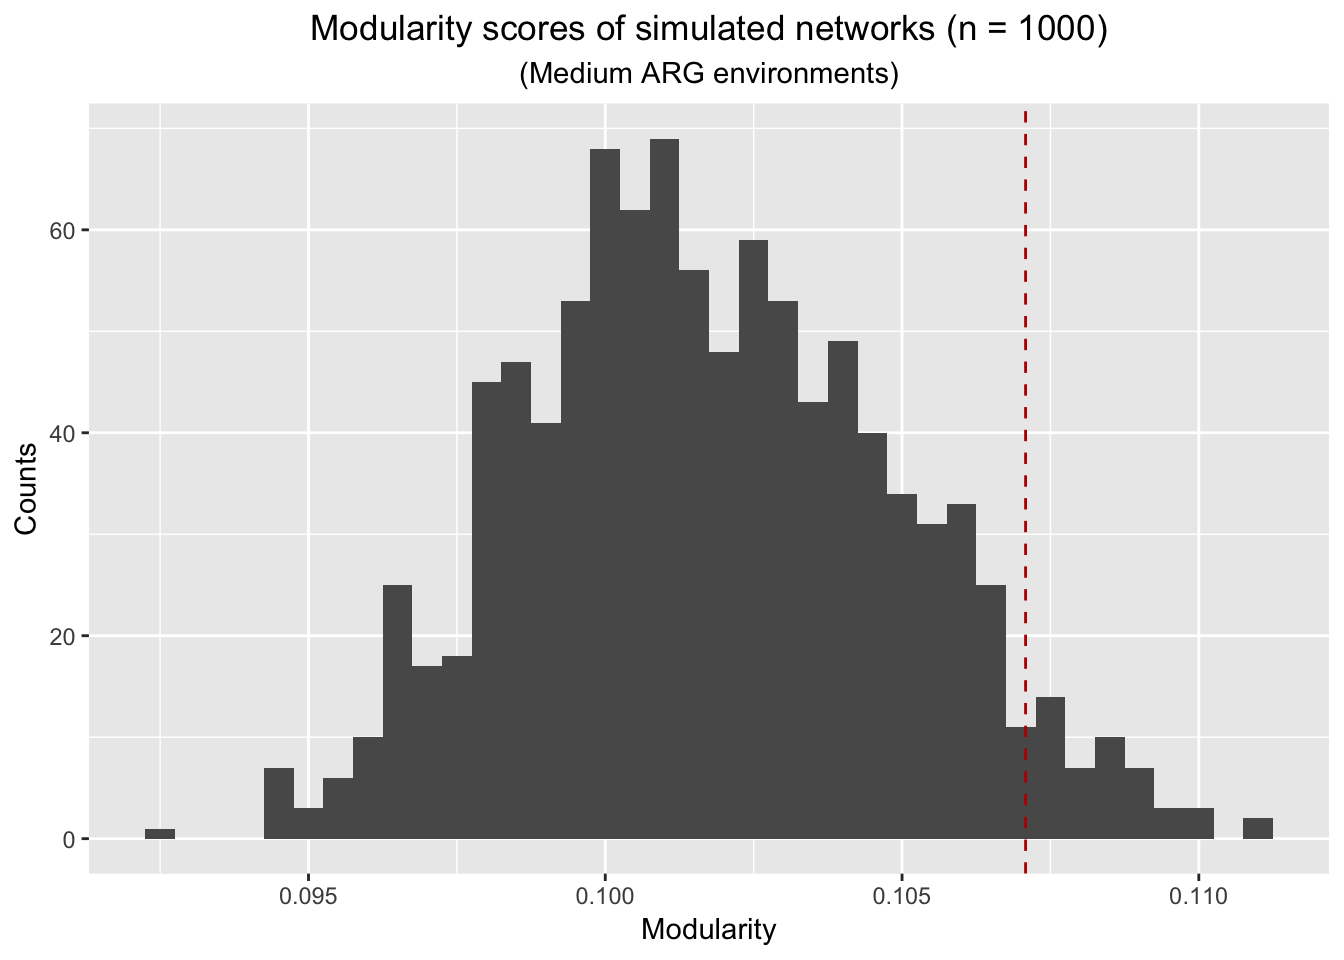 Modularity scores of simulated networks (n = 1000)
(Medium ARG environments)
Counts
60
40
20
0
0.095 0.100 0.105 0.110
Modularity